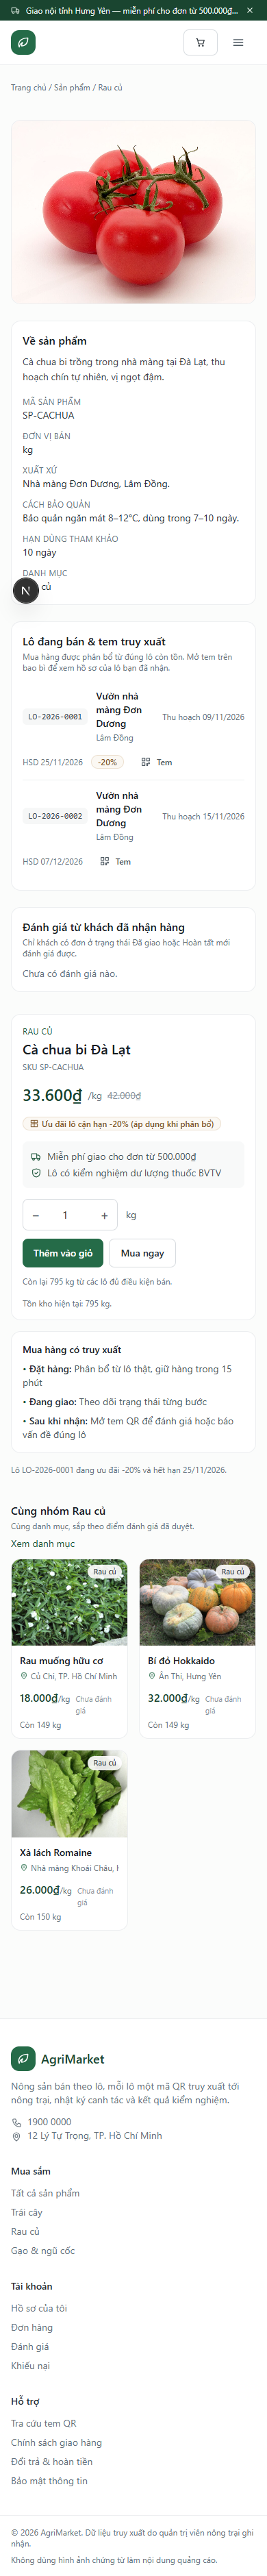 Giao nội tỉnh Hưng Yên — miễn phí cho đơn từ 500.000₫...
Trang chủ / Sản phẩm / Rau củ
Về sản phẩm
Cà chua bi trồng trong nhà màng tại Đà Lạt, thu
hoạch chín tự nhiên, vị ngọt đậm.
MÃ SẢN PHẨM
SP-CACHUA
ĐƠN VỊ BÁN
kg
XUẤT XỨ
Nhà màng Đơn Dương, Lâm Đồng.
CÁCH BẢO QUẢN
Bảo quản ngăn mát 8–12°C, dùng trong 7–10 ngày.
HẠN DÙNG THAM KHẢO
10 ngày
DANH MỤC
củ
N
Lô đang bán & tem truy xuất
Mua hàng được phân bổ từ đúng lô còn tồn. Mở tem trên
bao bì để xem hồ sơ của lô bạn đã nhận.
LO-2026-0001
Vườn nhà
màng Đơn
Dương
Lâm Đồng
Thu hoạch 09/11/2026
HSD 25/11/2026 -20% Tem
LO-2026-0002
Vườn nhà
màng Đơn
Dương
Lâm Đồng
Thu hoạch 15/11/2026
HSD 07/12/2026 Tem
Đánh giá từ khách đã nhận hàng
Chỉ khách có đơn ở trạng thái Đã giao hoặc Hoàn tất mới
đánh giá được.
Chưa có đánh giá nào.
RAU CỦ
Cà chua bi Đà Lạt
SKU SP-CACHUA
33.600₫ /kg 42.000₫
Ưu đãi lô cận hạn -20% (áp dụng khi phân bổ)
Miễn phí giao cho đơn từ 500.000₫
Lô có kiểm nghiệm dư lượng thuốc BVTV
− 1 + kg
Thêm vào giỏ Mua ngay
Còn lại 795 kg từ các lô đủ điều kiện bán.
Tồn kho hiện tại: 795 kg.
Mua hàng có truy xuất
• Đặt hàng: Phân bổ từ lô thật, giữ hàng trong 15
phút
• Đang giao: Theo dõi trạng thái từng bước
• Sau khi nhận: Mở tem QR để đánh giá hoặc báo
vấn đề đúng lô
Lô LO-2026-0001 đang ưu đãi -20% và hết hạn 25/11/2026.
Cùng nhóm Rau củ
Cùng danh mục, sắp theo điểm đánh giá đã duyệt.
Xem danh mục
Rau củ
Rau muống hữu cơ
Củ Chi, TP. Hồ Chí Minh
18.000₫/kg Chưa đánh
giá
Còn 149 kg
Rau củ
Bí đỏ Hokkaido
Ân Thi, Hưng Yên
32.000₫/kg Chưa đánh
giá
Còn 149 kg
Rau củ
Xà lách Romaine
Nhà màng Khoái Châu, H
26.000₫/kg Chưa đánh
giá
Còn 150 kg
AgriMarket
Nông sản bán theo lô, mỗi lô một mã QR truy xuất tới
nông trại, nhật ký canh tác và kết quả kiểm nghiệm.
1900 0000
12 Lý Tự Trọng, TP. Hồ Chí Minh
Mua sắm
Tất cả sản phẩm
Trái cây
Rau củ
Gạo & ngũ cốc
Tài khoản
Hồ sơ của tôi
Đơn hàng
Đánh giá
Khiếu nại
Hỗ trợ
Tra cứu tem QR
Chính sách giao hàng
Đổi trả & hoàn tiền
Bảo mật thông tin
© 2026 AgriMarket. Dữ liệu truy xuất do quản trị viên nông trại ghi
nhận.
Không dùng hình ảnh chứng từ làm nội dung quảng cáo.